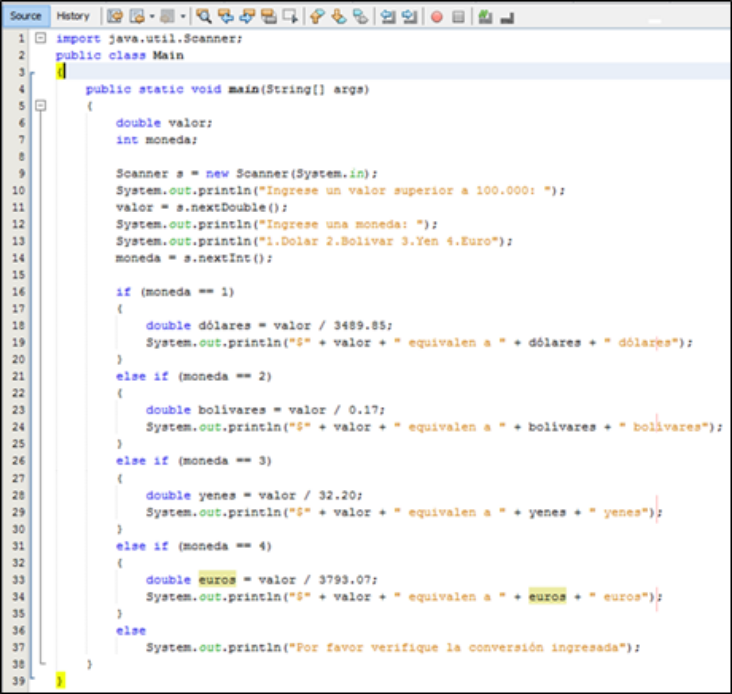 Source History
1 import java.util.Scanner;
2 public class Main
3 {
4 public static void main(String[] args)
5 {
6 double valor;
7 int moneda;
8
9 Scanner s = new Scanner(System.in);
10 System.out.println("Ingrese un valor superior a 100.000: ");
11 valor = s.nextDouble();
12 System.out.println("Ingrese una moneda: ");
13 System.out.println("1.Dolar 2.Bolivar 3.Yen 4.Euro");
14 moneda = s.nextInt();
15
16 if (moneda == 1)
17 {
18 double dólares = valor / 3489.85;
19 System.out.println("$" + valor + " equivalen a " + dólares + " dólares");
20 }
21 else if (moneda == 2)
22 {
23 double bolívares = valor / 0.17;
24 System.out.println("$" + valor + " equivalen a " + bolívares + " bolívares");
25 }
26 else if (moneda == 3)
27 {
28 double yenes = valor / 32.20;
29 System.out.println("$" + valor + " equivalen a " + yenes + " yenes");
30 }
31 else if (moneda == 4)
32 {
33 double euros = valor / 3793.07;
34 System.out.println("$" + valor + " equivalen a " + euros + " euros");
35 }
36 else
37 System.out.println("Por favor verifique la conversión ingresada");
38 }
39 }